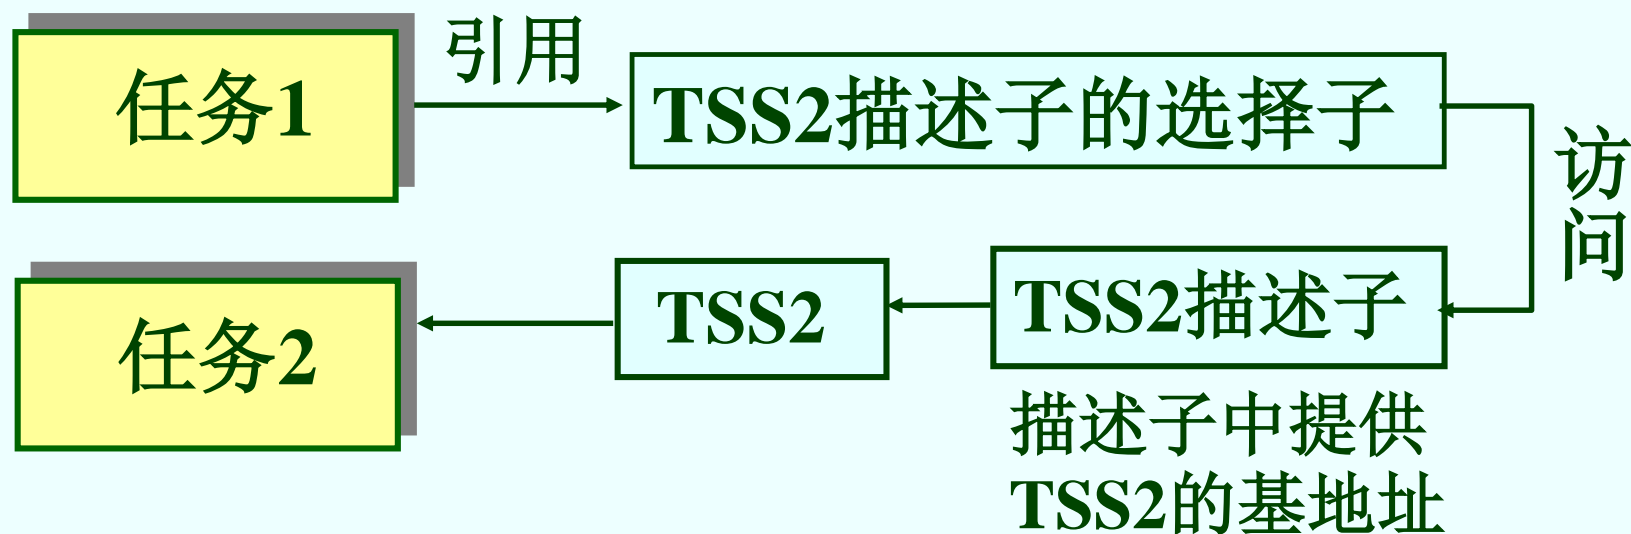 任务1
引用
TSS2描述子的选择子
访问
任务2
TSS2
TSS2描述子
描述子中提供
TSS2的基地址